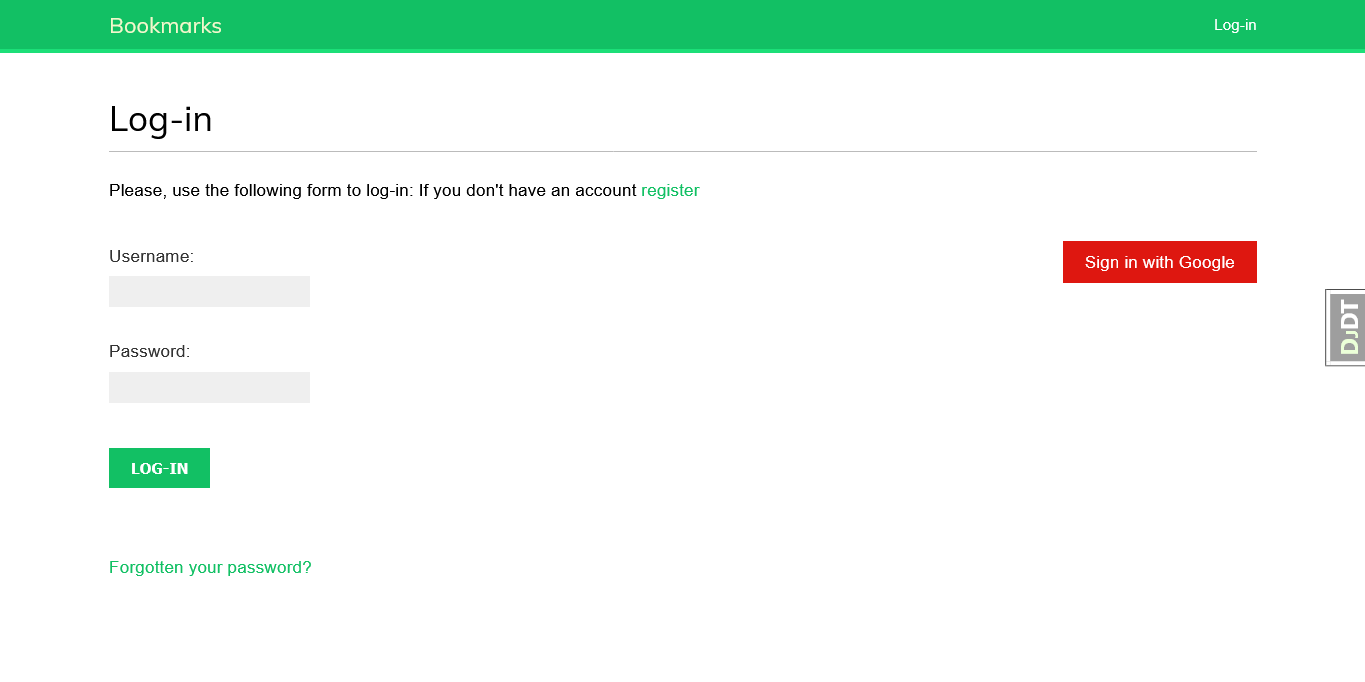 Bookmarks
Log-in
Log-in
Please, use the following form to log-in: If you don't have an account register
Username:
Sign in with Google
DJDT
Password:
LOG-IN
Forgotten your password?